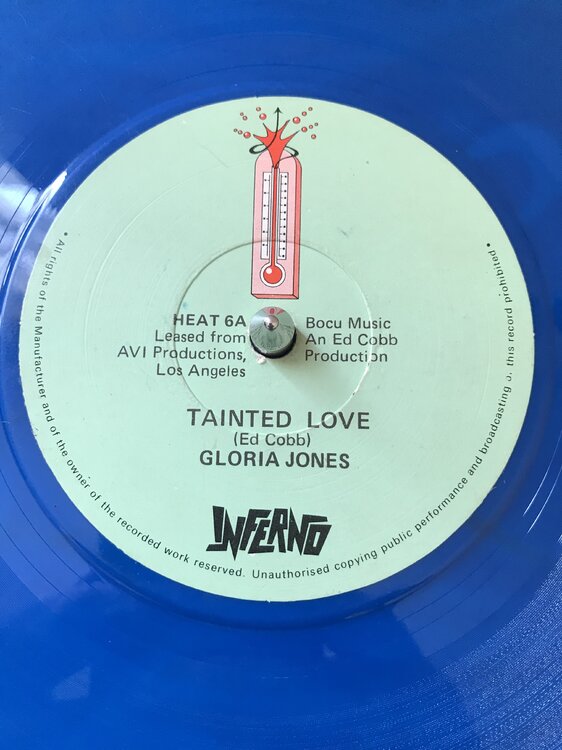 HEAT 6A
Leased from
AVI Productions,
Los Angeles
Bocu Music
An Ed Cobb
Production
TAINTED LOVE
(Ed Cobb)
GLORIA JONES
INFERNO
• All rights of the Manufacturer and of the owner of the recorded work reserved. Unauthorised copying public performance and broadcasting of this record prohibited •